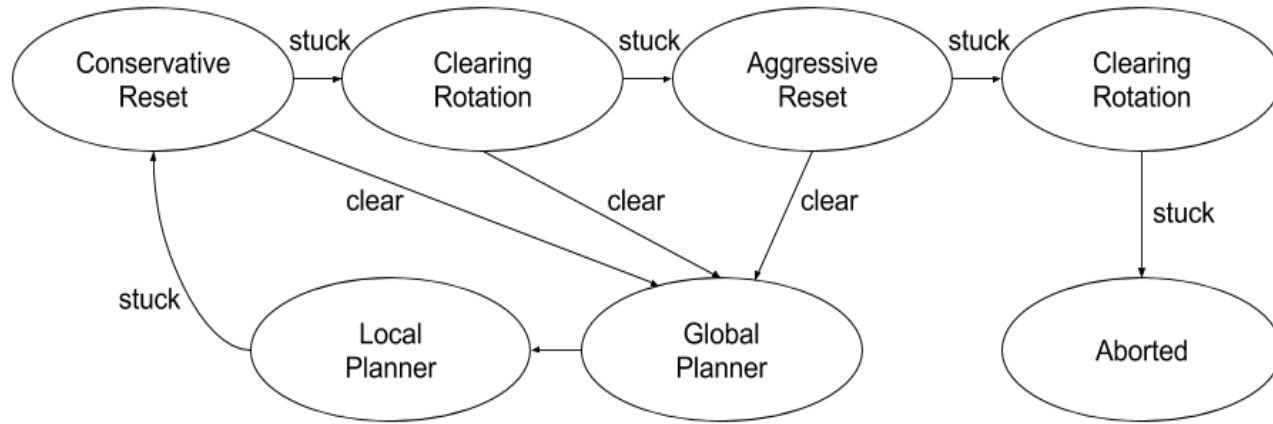 stuck
stuck
stuck
Conservative
Reset
Clearing
Rotation
Aggressive
Reset
Clearing
Rotation
clear
clear
clear
stuck
stuck
Local
Planner
Global
Planner
Aborted